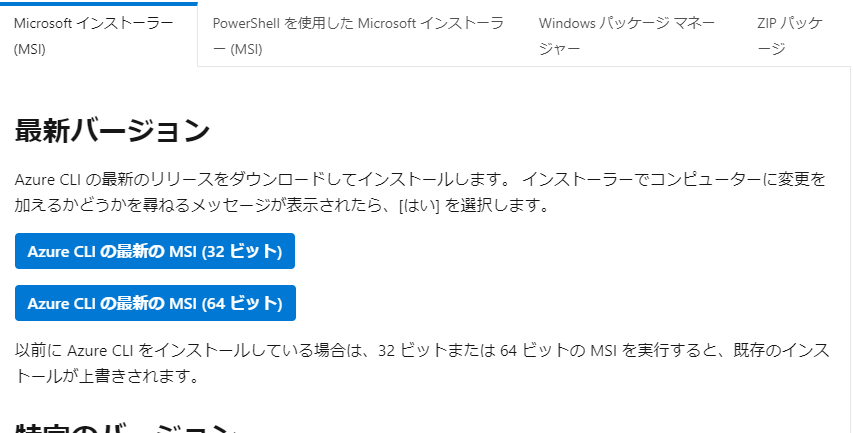 Microsoft インストーラー
(MSI)
PowerShell を使用した Microsoft インストーラ
ー (MSI)
Windows パッケージ マネー
ジャー
ZIP パッケ
ージ
最新バージョン
Azure CLI の最新のリリースをダウンロードしてインストールします。 インストーラーでコンピューターに変更を
加えるかどうかを尋ねるメッセージが表示されたら、[はい] を選択します。
Azure CLI の最新の MSI (32 ビット)
Azure CLI の最新の MSI (64 ビット)
以前に Azure CLI をインストールしている場合は、32 ビットまたは 64 ビットの MSI を実行すると、既存のインス
トールが上書きされます。
特定のバージョン